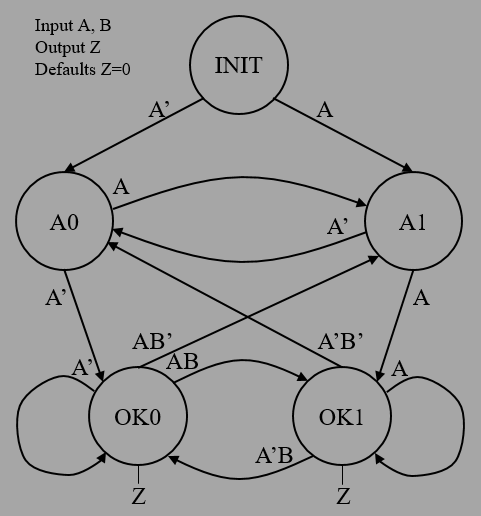 Input A, B
Output Z
Defaults Z=0
INIT
A’
A
A
A0
A’
A1
A’
A
AB’
A’B’
A’
AB
A
OK0
OK1
A’B
Z
Z